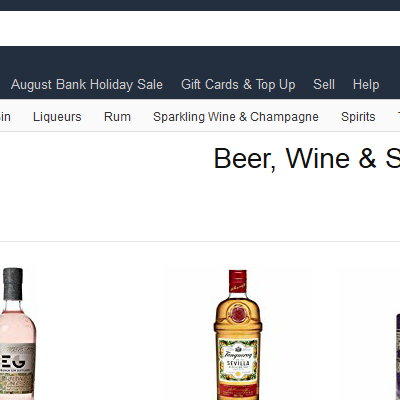 August Bank Holiday Sale Gift Cards & Top Up Sell Help
in Liqueurs Rum Sparkling Wine & Champagne Spirits
Beer, Wine & S
EG
Tanqueray
SEVILLA